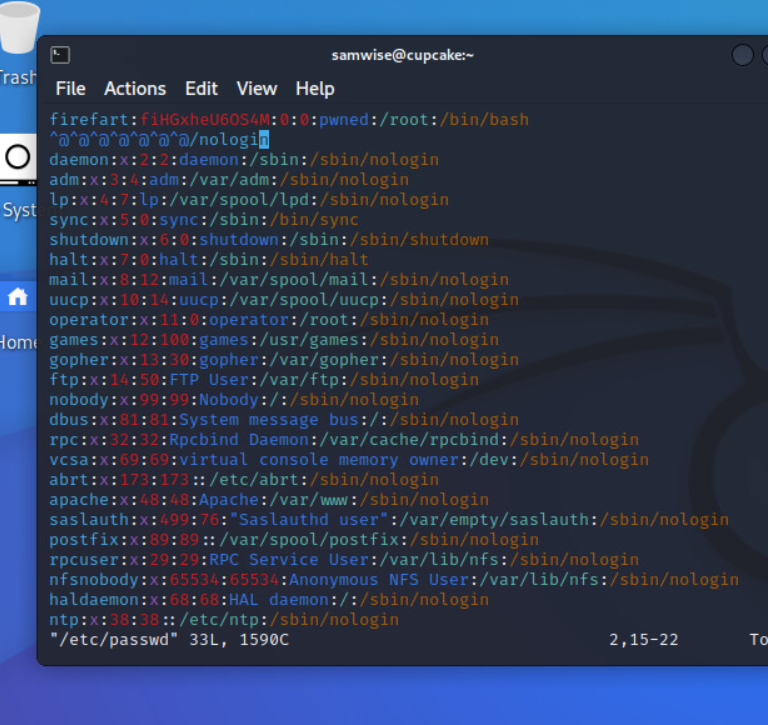 Trash
samwise@cupcake:~
File Actions Edit View Help
firefart:fiHGxheU6OS4M:0:0:pwned:/root:/bin/bash
^@^@^@^@^@^@^@/nologin
daemon:x:2:2:daemon:/sbin:/sbin/nologin
adm:x:3:4:adm:/var/adm:/sbin/nologin
lp:x:4:7:lp:/var/spool/lpd:/sbin/nologin
sync:x:5:0:sync:/sbin:/bin/sync
shutdown:x:6:0:shutdown:/sbin:/sbin/shutdown
halt:x:7:0:halt:/sbin:/sbin/halt
mail:x:8:12:mail:/var/spool/mail:/sbin/nologin
uucp:x:10:14:uucp:/var/spool/uucp:/sbin/nologin
operator:x:11:0:operator:/root:/sbin/nologin
games:x:12:100:games:/usr/games:/sbin/nologin
gopher:x:13:30:gopher:/var/gopher:/sbin/nologin
ftp:x:14:50:FTP User:/var/ftp:/sbin/nologin
nobody:x:99:99:Nobody:/:/sbin/nologin
dbus:x:81:81:System message bus:/:/sbin/nologin
rpc:x:32:32:Rpcbind Daemon:/var/cache/rpcbind:/sbin/nologin
vcsa:x:69:69:virtual console memory owner:/dev:/sbin/nologin
abrt:x:173:173::/etc/abrt:/sbin/nologin
apache:x:48:48:Apache:/var/www:/sbin/nologin
saslauth:x:499:76:"Saslauthd user":/var/empty/saslauth:/sbin/nologin
postfix:x:89:89::/var/spool/postfix:/sbin/nologin
rpcuser:x:29:29:RPC Service User:/var/lib/nfs:/sbin/nologin
nfsnobody:x:65534:65534:Anonymous NFS User:/var/lib/nfs:/sbin/nologin
haldaemon:x:68:68:HAL daemon:/:/sbin/nologin
ntp:x:38:38::/etc/ntp:/sbin/nologin
"/etc/passwd" 33L, 1590C 2,15-22 To
Syst
Home